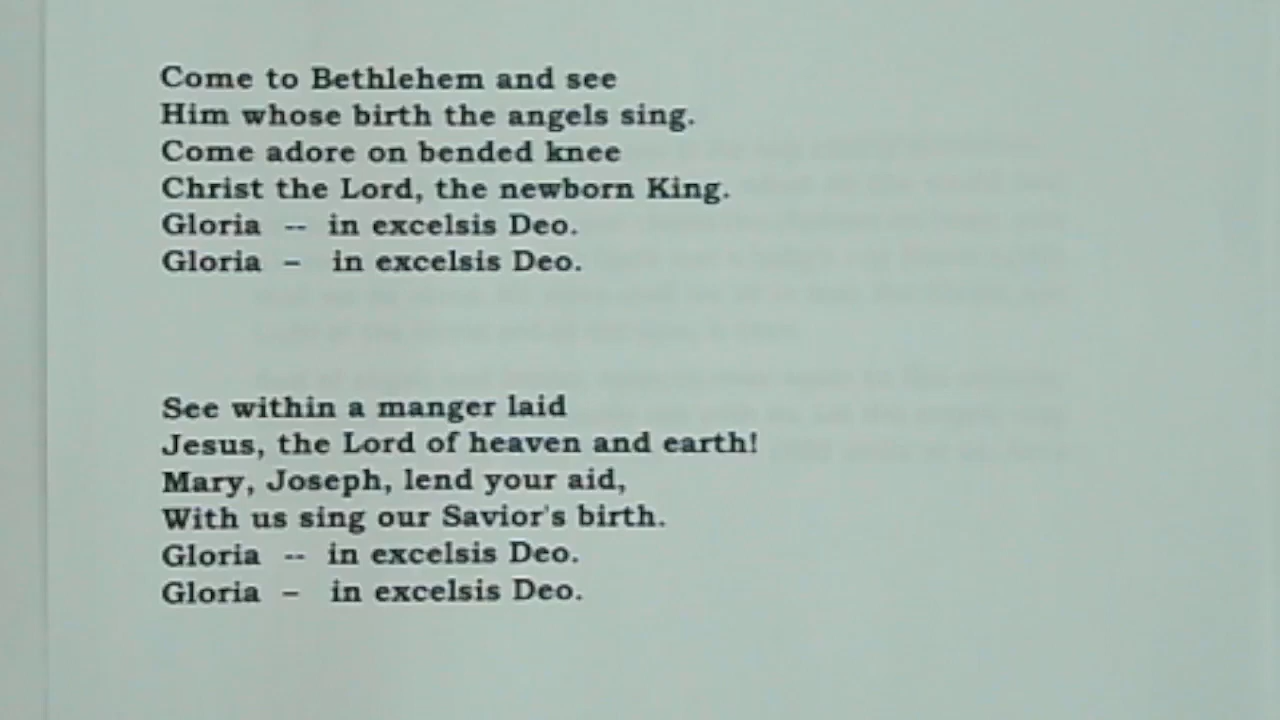 Come to Bethlehem and see
Him whose birth the angels sing.
Come adore on bended knee
Christ the Lord, the newborn King.
Gloria -- in excelsis Deo.
Gloria – in excelsis Deo.
See within a manger laid
Jesus, the Lord of heaven and earth!
Mary, Joseph, lend your aid,
With us sing our Savior's birth.
Gloria -- in excelsis Deo.
Gloria – in excelsis Deo.